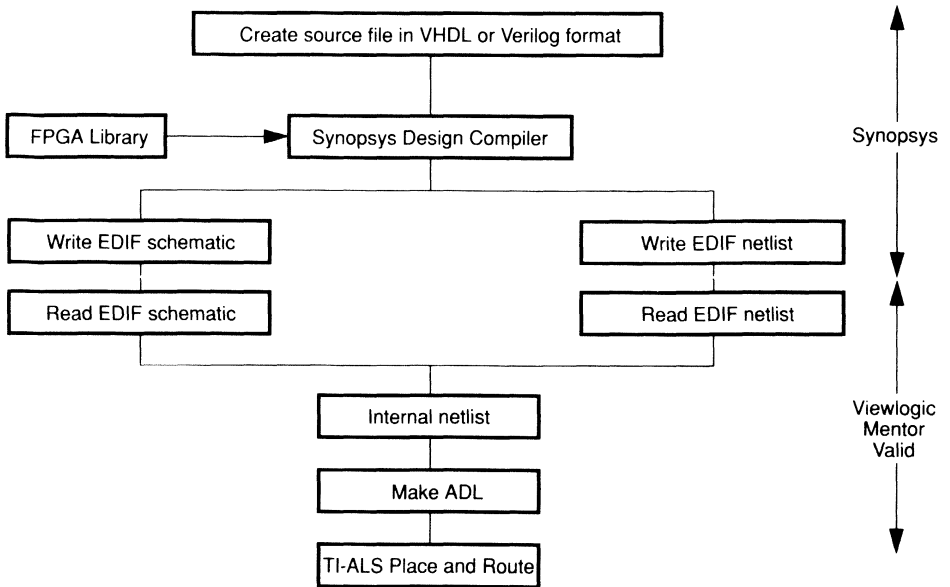 Create source file in VHDL or Verilog format
FPGA Library
Synopsys Design Compiler
Synopsys
Write EDIF schematic
Write EDIF netlist
Read EDIF schematic
Read EDIF netlist
Internal netlist
Viewlogic
Mentor
Valid
Make ADL
TI-ALS Place and Route